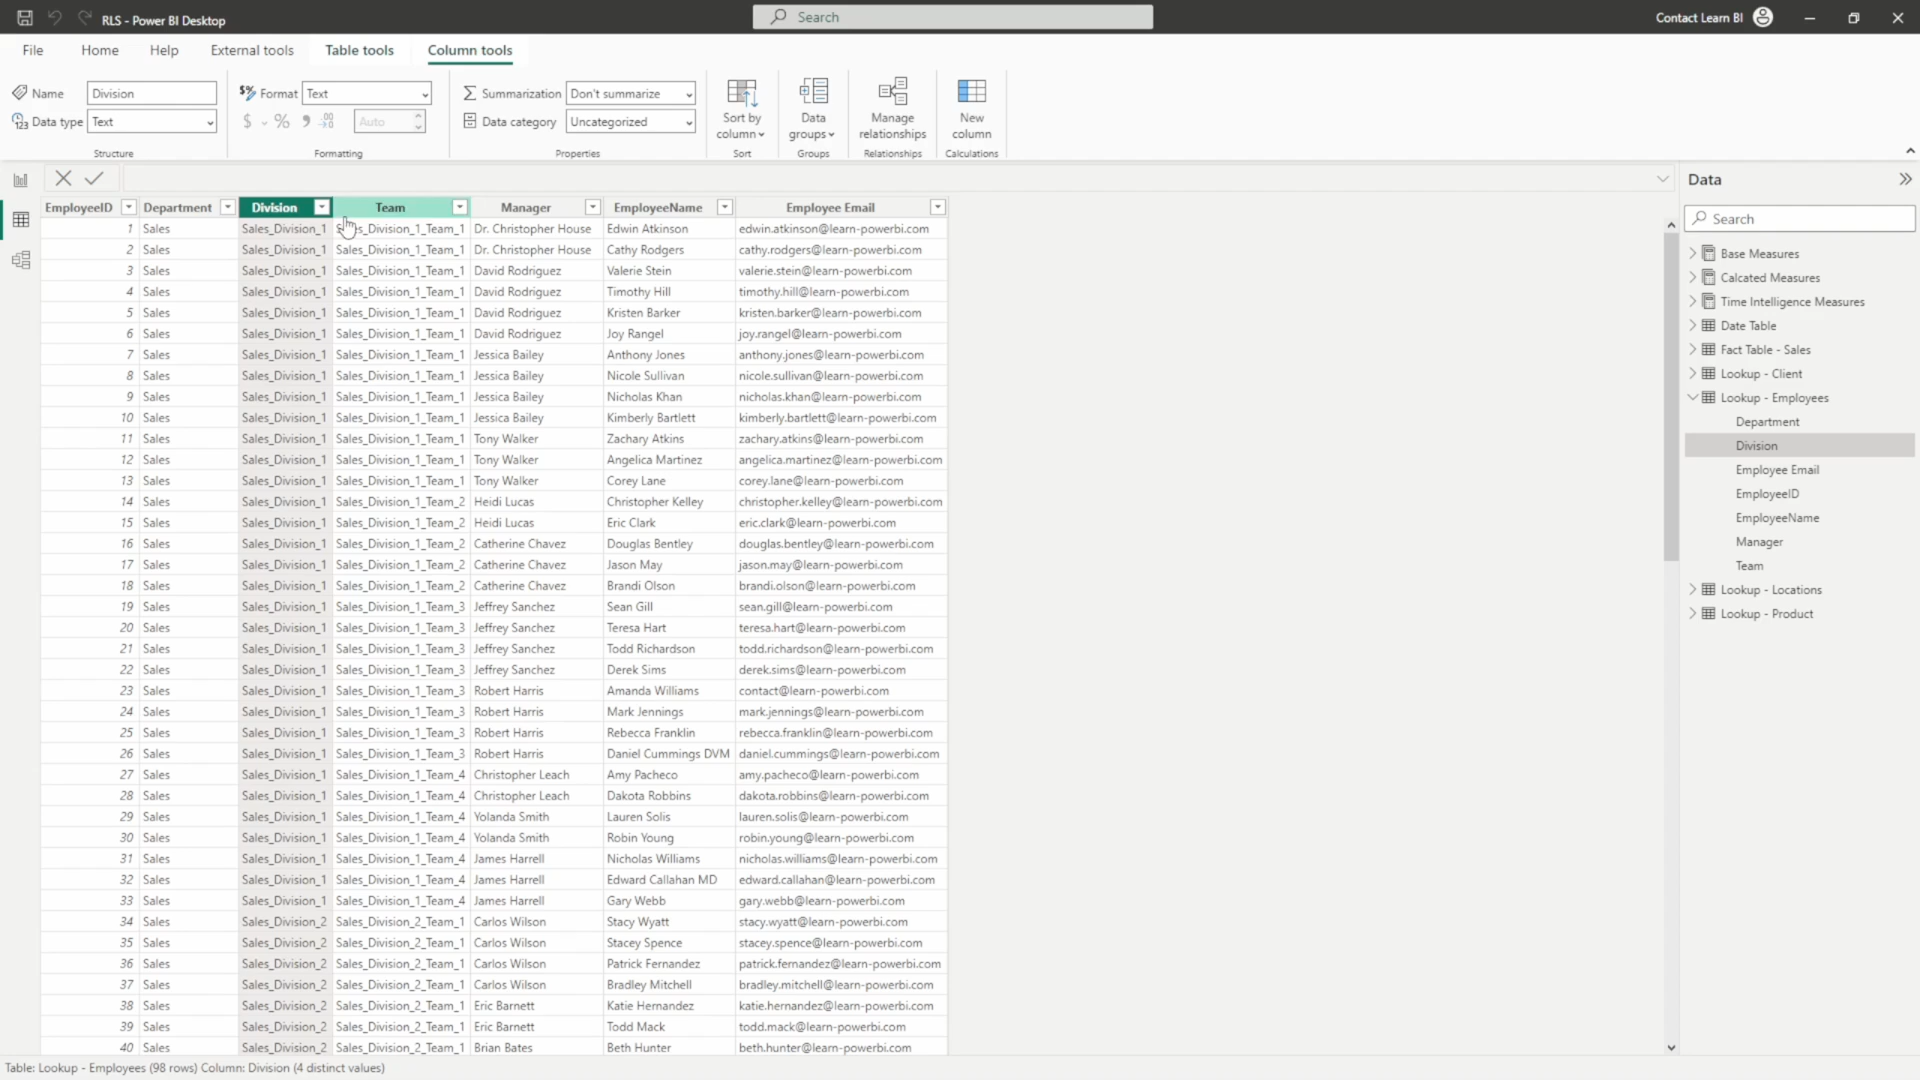 RLS - Power BI Desktop
Search
Contact Learn BI
File Home Help External tools Table tools Column tools
Name Division
Data type Text
Structure
Format Text
$ % Auto
Formatting
Summarization Don't summarize
Data category Uncategorized
Properties
Sort by column
Sort
Data groups
Groups
Manage relationships
Relationships
New column
Calculations
EmployeeID Department Division Team Manager EmployeeName Employee Email
1 Sales Sales_Division_1 Sales_Division_1_Team_1 Dr. Christopher House Edwin Atkinson edwin.atkinson@learn-powerbi.com
2 Sales Sales_Division_1 Sales_Division_1_Team_1 Dr. Christopher House Cathy Rodgers cathy.rodgers@learn-powerbi.com
3 Sales Sales_Division_1 Sales_Division_1_Team_1 David Rodriguez Valerie Stein valerie.stein@learn-powerbi.com
4 Sales Sales_Division_1 Sales_Division_1_Team_1 David Rodriguez Timothy Hill timothy.hill@learn-powerbi.com
5 Sales Sales_Division_1 Sales_Division_1_Team_1 David Rodriguez Kristen Barker kristen.barker@learn-powerbi.com
6 Sales Sales_Division_1 Sales_Division_1_Team_1 David Rodriguez Joy Rangel joy.rangel@learn-powerbi.com
7 Sales Sales_Division_1 Sales_Division_1_Team_1 Jessica Bailey Anthony Jones anthony.jones@learn-powerbi.com
8 Sales Sales_Division_1 Sales_Division_1_Team_1 Jessica Bailey Nicole Sullivan nicole.sullivan@learn-powerbi.com
9 Sales Sales_Division_1 Sales_Division_1_Team_1 Jessica Bailey Nicholas Khan nicholas.khan@learn-powerbi.com
10 Sales Sales_Division_1 Sales_Division_1_Team_1 Jessica Bailey Kimberly Bartlett kimberly.bartlett@learn-powerbi.com
11 Sales Sales_Division_1 Sales_Division_1_Team_1 Tony Walker Zachary Atkins zachary.atkins@learn-powerbi.com
12 Sales Sales_Division_1 Sales_Division_1_Team_1 Tony Walker Angelica Martinez angelica.martinez@learn-powerbi.com
13 Sales Sales_Division_1 Sales_Division_1_Team_1 Tony Walker Corey Lane corey.lane@learn-powerbi.com
14 Sales Sales_Division_1 Sales_Division_1_Team_2 Heidi Lucas Christopher Kelley christopher.kelley@learn-powerbi.com
15 Sales Sales_Division_1 Sales_Division_1_Team_2 Heidi Lucas Eric Clark eric.clark@learn-powerbi.com
16 Sales Sales_Division_1 Sales_Division_1_Team_2 Catherine Chavez Douglas Bentley douglas.bentley@learn-powerbi.com
17 Sales Sales_Division_1 Sales_Division_1_Team_2 Catherine Chavez Jason May jason.may@learn-powerbi.com
18 Sales Sales_Division_1 Sales_Division_1_Team_2 Catherine Chavez Brandi Olson brandi.olson@learn-powerbi.com
19 Sales Sales_Division_1 Sales_Division_1_Team_3 Jeffrey Sanchez Sean Gill sean.gill@learn-powerbi.com
20 Sales Sales_Division_1 Sales_Division_1_Team_3 Jeffrey Sanchez Teresa Hart teresa.hart@learn-powerbi.com
21 Sales Sales_Division_1 Sales_Division_1_Team_3 Jeffrey Sanchez Todd Richardson todd.richardson@learn-powerbi.com
22 Sales Sales_Division_1 Sales_Division_1_Team_3 Jeffrey Sanchez Derek Sims derek.sims@learn-powerbi.com
23 Sales Sales_Division_1 Sales_Division_1_Team_3 Robert Harris Amanda Williams contact@learn-powerbi.com
24 Sales Sales_Division_1 Sales_Division_1_Team_3 Robert Harris Mark Jennings mark.jennings@learn-powerbi.com
25 Sales Sales_Division_1 Sales_Division_1_Team_3 Robert Harris Rebecca Franklin rebecca.franklin@learn-powerbi.com
26 Sales Sales_Division_1 Sales_Division_1_Team_3 Robert Harris Daniel Cummings DVM daniel.cummings@learn-powerbi.com
27 Sales Sales_Division_1 Sales_Division_1_Team_4 Christopher Leach Amy Pacheco amy.pacheco@learn-powerbi.com
28 Sales Sales_Division_1 Sales_Division_1_Team_4 Christopher Leach Dakota Robbins dakota.robbins@learn-powerbi.com
29 Sales Sales_Division_1 Sales_Division_1_Team_4 Yolanda Smith Lauren Solis lauren.solis@learn-powerbi.com
30 Sales Sales_Division_1 Sales_Division_1_Team_4 Yolanda Smith Robin Young robin.young@learn-powerbi.com
31 Sales Sales_Division_1 Sales_Division_1_Team_4 James Harrell Nicholas Williams nicholas.williams@learn-powerbi.com
32 Sales Sales_Division_1 Sales_Division_1_Team_4 James Harrell Edward Callahan MD edward.callahan@learn-powerbi.com
33 Sales Sales_Division_1 Sales_Division_1_Team_4 James Harrell Gary Webb gary.webb@learn-powerbi.com
34 Sales Sales_Division_2 Sales_Division_2_Team_1 Carlos Wilson Stacy Wyatt stacy.wyatt@learn-powerbi.com
35 Sales Sales_Division_2 Sales_Division_2_Team_1 Carlos Wilson Stacey Spence stacey.spence@learn-powerbi.com
36 Sales Sales_Division_2 Sales_Division_2_Team_1 Carlos Wilson Patrick Fernandez patrick.fernandez@learn-powerbi.com
37 Sales Sales_Division_2 Sales_Division_2_Team_1 Carlos Wilson Bradley Mitchell bradley.mitchell@learn-powerbi.com
38 Sales Sales_Division_2 Sales_Division_2_Team_1 Eric Barnett Katie Hernandez katie.hernandez@learn-powerbi.com
39 Sales Sales_Division_2 Sales_Division_2_Team_1 Eric Barnett Todd Mack todd.mack@learn-powerbi.com
40 Sales Sales_Division_2 Sales_Division_2_Team_1 Brian Bates Beth Hunter beth.hunter@learn-powerbi.com
Data
Search
Base Measures
Calcated Measures
Time Intelligence Measures
Date Table
Fact Table - Sales
Lookup - Client
Lookup - Employees
Department
Division
Employee Email
EmployeeID
EmployeeName
Manager
Team
Lookup - Locations
Lookup - Product
Table: Lookup - Employees (98 rows) Column: Division (4 distinct values)